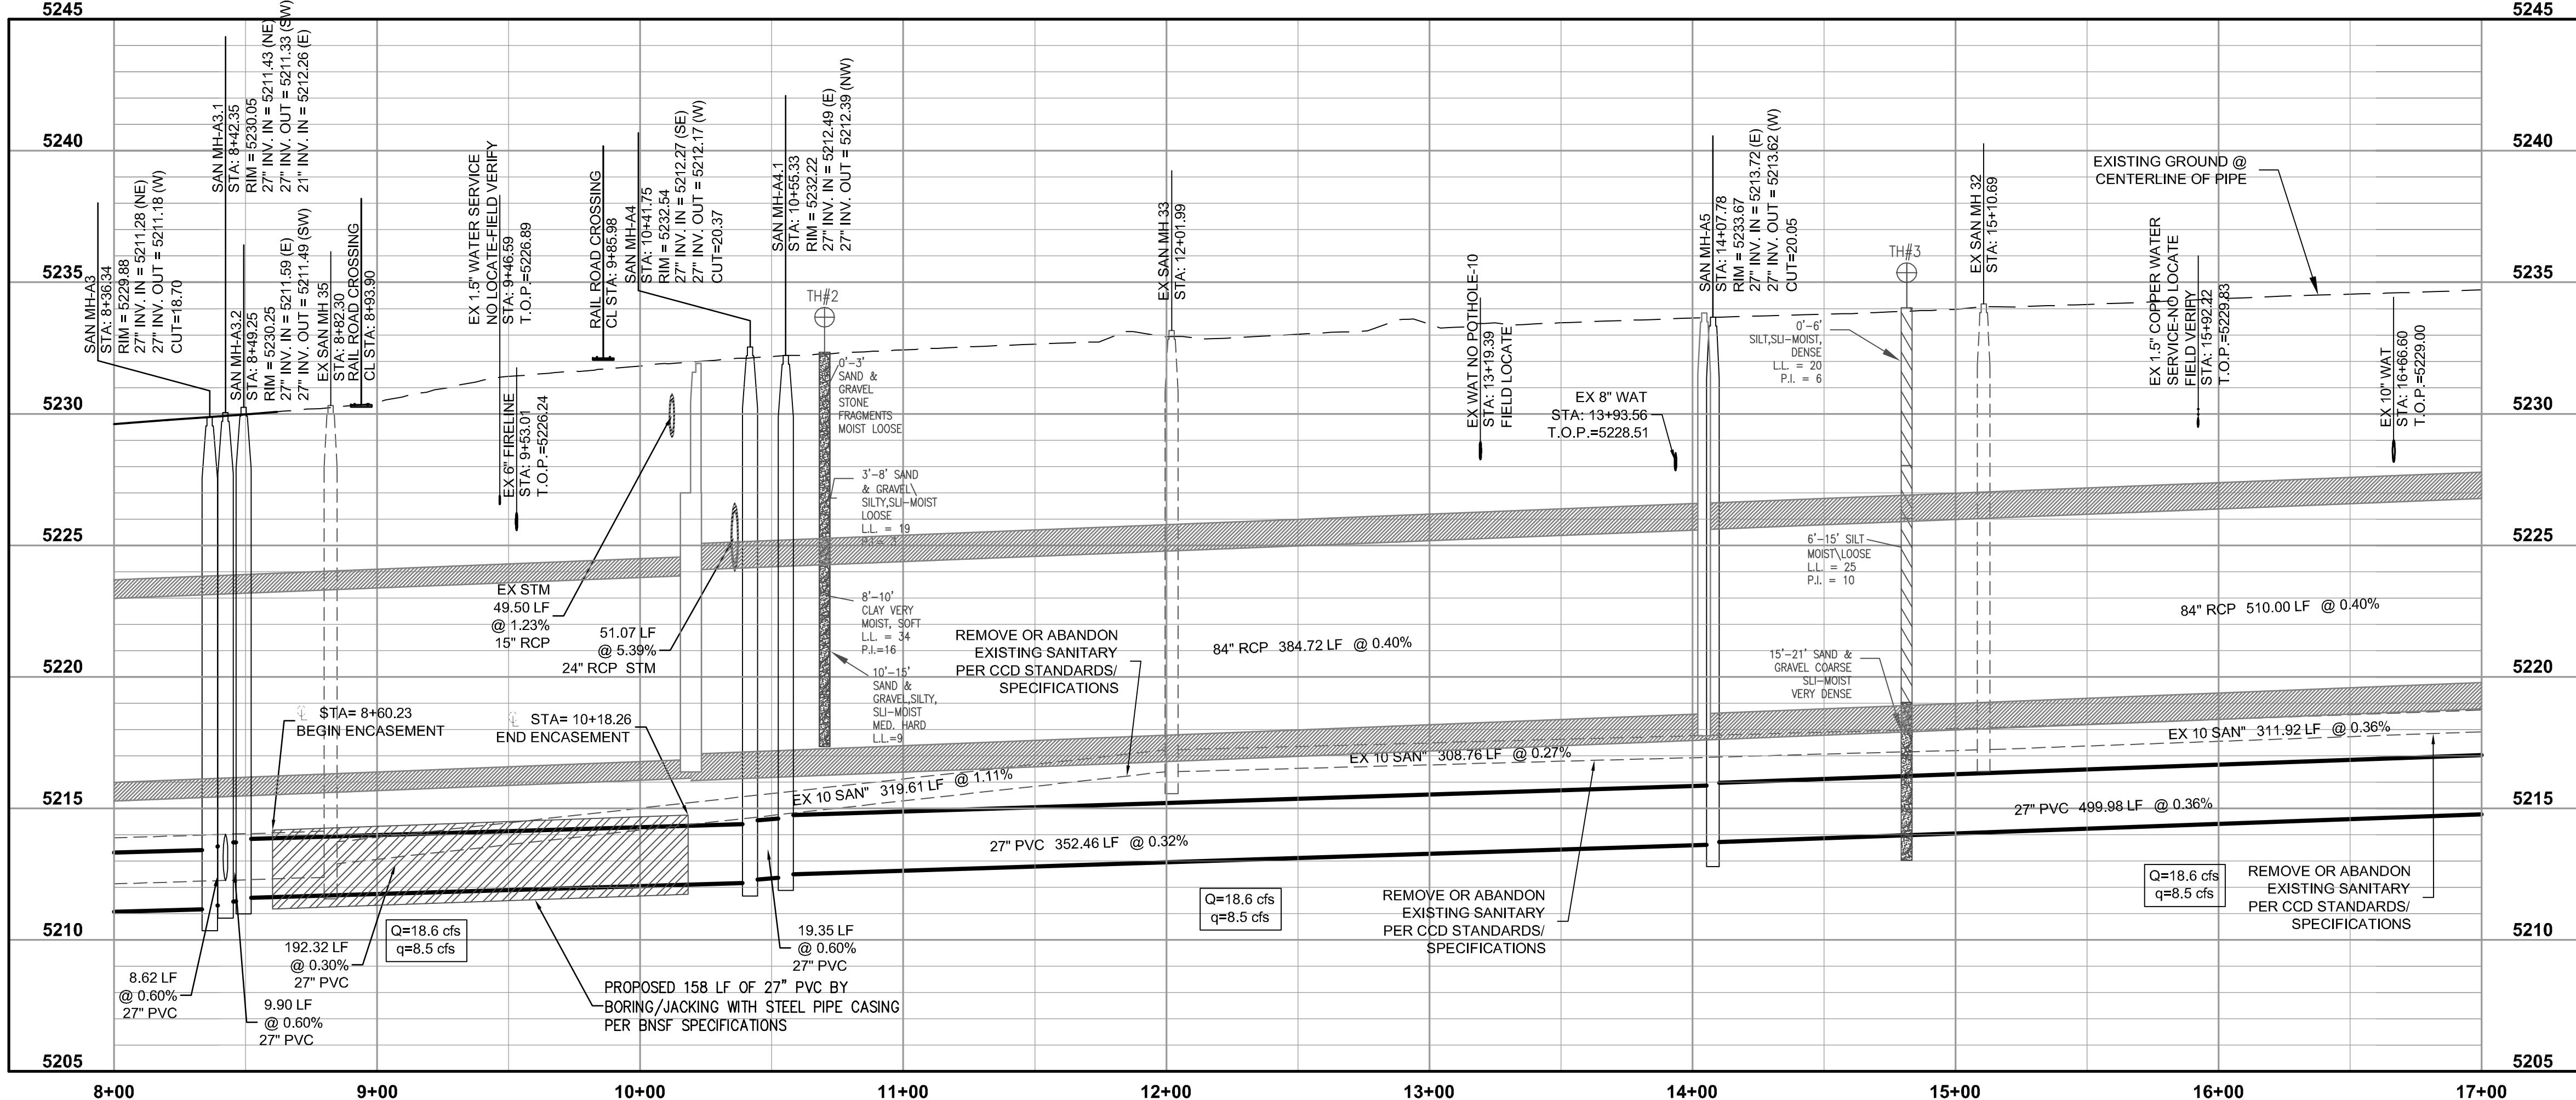 5245
5245
5240
5240
5235
5235
5230
5230
5225
5225
5220
5220
5215
5215
5210
5210
5205
5205
8+00
9+00
10+00
11+00
12+00
13+00
14+00
15+00
16+00
17+00
SAN MH-A3
STA: 8+36.34
RIM = 5229.88
27" INV. IN = 5211.28 (NE)
27" INV. OUT = 5211.18 (W)
CUT=18.70
SAN MH-A3.1
STA: 8+42.35
RIM = 5230.05
27" INV. IN = 5211.43 (NE)
27" INV. OUT = 5211.33 (SW)
21" INV. IN = 5212.26 (E)
SAN MH-A3.2
STA: 8+49.25
RIM = 5230.25
27" INV. IN = 5211.59 (E)
27" INV. OUT = 5211.49 (SW)
EX SAN MH 35
STA: 8+82.30
RAIL ROAD CROSSING
CL STA: 8+93.90
EX 1.5" WATER SERVICE
NO LOCATE-FIELD VERIFY
STA: 9+46.59
T.O.P.=5226.89
EX 6" FIRELINE
STA: 9+53.01
T.O.P.=5226.24
RAIL ROAD CROSSING
CL STA: 9+85.98
SAN MH-A4
STA: 10+41.75
RIM = 5232.54
27" INV. IN = 5212.27 (SE)
27" INV. OUT = 5212.17 (W)
CUT=20.37
SAN MH-A4.1
STA: 10+55.33
RIM = 5232.22
27" INV. IN = 5212.49 (E)
27" INV. OUT = 5212.39 (NW)
TH#2
0'-3'
SAND &
GRAVEL
STONE
FRAGMENTS
MOIST LOOSE
3'-8' SAND
& GRAVEL\
SILTY,SLI-MOIST
LOOSE
L.L. = 19
P.I.= 3
8'-10'
CLAY VERY
MOIST, SOFT
L.L. = 34
P.I.=16
10'-15'
SAND &
GRAVEL,SILTY,
SLI-MOIST
MED. HARD
L.L.=9
EX SAN MH 33
STA: 12+01.99
EX WAT NO POTHOLE-10
STA: 13+19.39
FIELD LOCATE
EX 8" WAT
STA: 13+93.56
T.O.P.=5228.51
SAN MH-A5
STA: 14+07.78
RIM = 5233.67
27" INV. IN = 5213.72 (E)
27" INV. OUT = 5213.62 (W)
CUT=20.05
TH#3
0'-6'
SILT,SLI-MOIST,
DENSE
L.L. = 20
P.I. = 6
6'-15' SILT
MOIST\LOOSE
L.L. = 25
P.I. = 10
15'-21' SAND &
GRAVEL COARSE
SLI-MOIST
VERY DENSE
EX SAN MH 32
STA: 15+10.69
EXISTING GROUND @
CENTERLINE OF PIPE
EX 1.5" COPPER WATER
SERVICE-NO LOCATE
FIELD VERIFY
STA: 15+92.22
T.O.P.=5229.83
EX 10" WAT
STA: 16+66.60
T.O.P.=5229.00
EX STM
49.50 LF
@ 1.23%
15" RCP
51.07 LF
@ 5.39%
24" RCP STM
REMOVE OR ABANDON
EXISTING SANITARY
PER CCD STANDARDS/
SPECIFICATIONS
84" RCP 384.72 LF @ 0.40%
84" RCP 510.00 LF @ 0.40%
℄ STA= 8+60.23
BEGIN ENCASEMENT
℄ STA= 10+18.26
END ENCASEMENT
EX 10 SAN" 319.61 LF @ 1.11%
EX 10 SAN" 308.76 LF @ 0.27%
EX 10 SAN" 311.92 LF @ 0.36%
27" PVC 352.46 LF @ 0.32%
27" PVC 499.98 LF @ 0.36%
8.62 LF
@ 0.60%
27" PVC
9.90 LF
@ 0.60%
27" PVC
192.32 LF
@ 0.30%
27" PVC
Q=18.6 cfs
q=8.5 cfs
PROPOSED 158 LF OF 27" PVC BY
BORING/JACKING WITH STEEL PIPE CASING
PER BNSF SPECIFICATIONS
19.35 LF
@ 0.60%
27" PVC
Q=18.6 cfs
q=8.5 cfs
REMOVE OR ABANDON
EXISTING SANITARY
PER CCD STANDARDS/
SPECIFICATIONS
Q=18.6 cfs
q=8.5 cfs
REMOVE OR ABANDON
EXISTING SANITARY
PER CCD STANDARDS/
SPECIFICATIONS